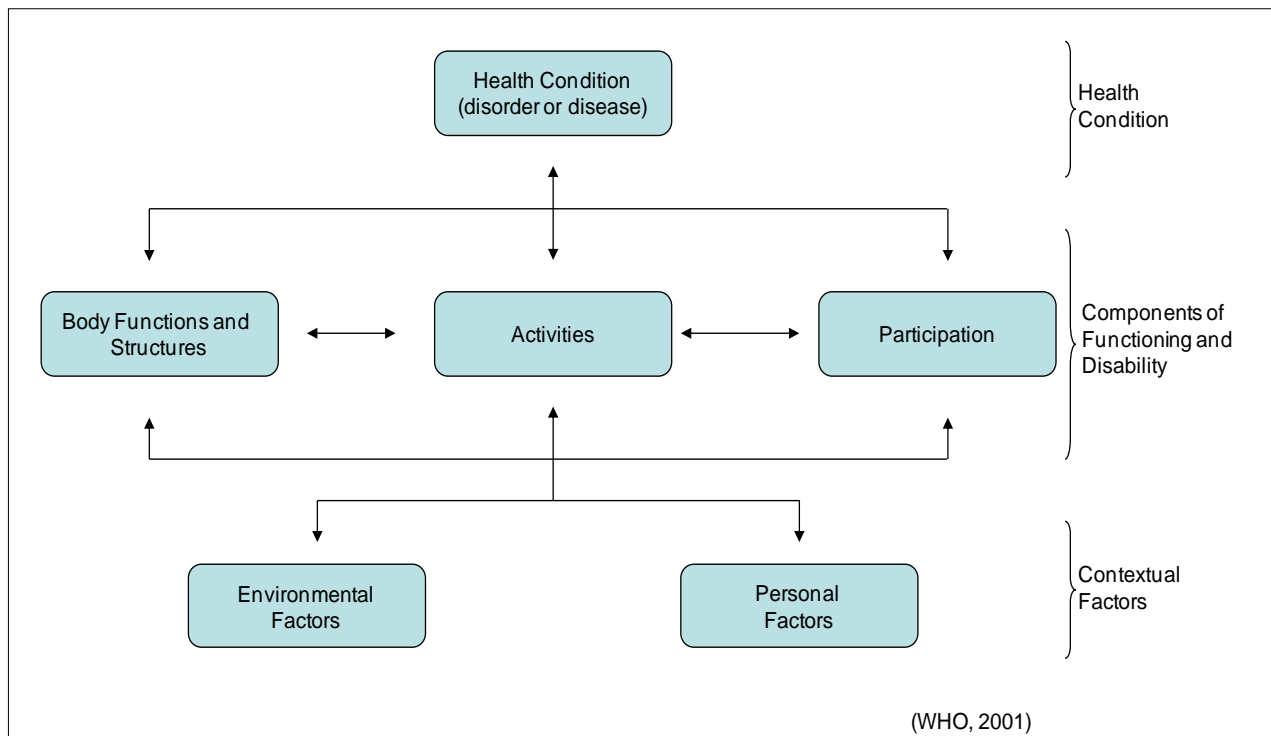 Health Condition
(disorder or disease)
Health
Condition
Body Functions and
Structures
Activities
Participation
Components of
Functioning and
Disability
Environmental
Factors
Personal
Factors
Contextual
Factors
(WHO, 2001)